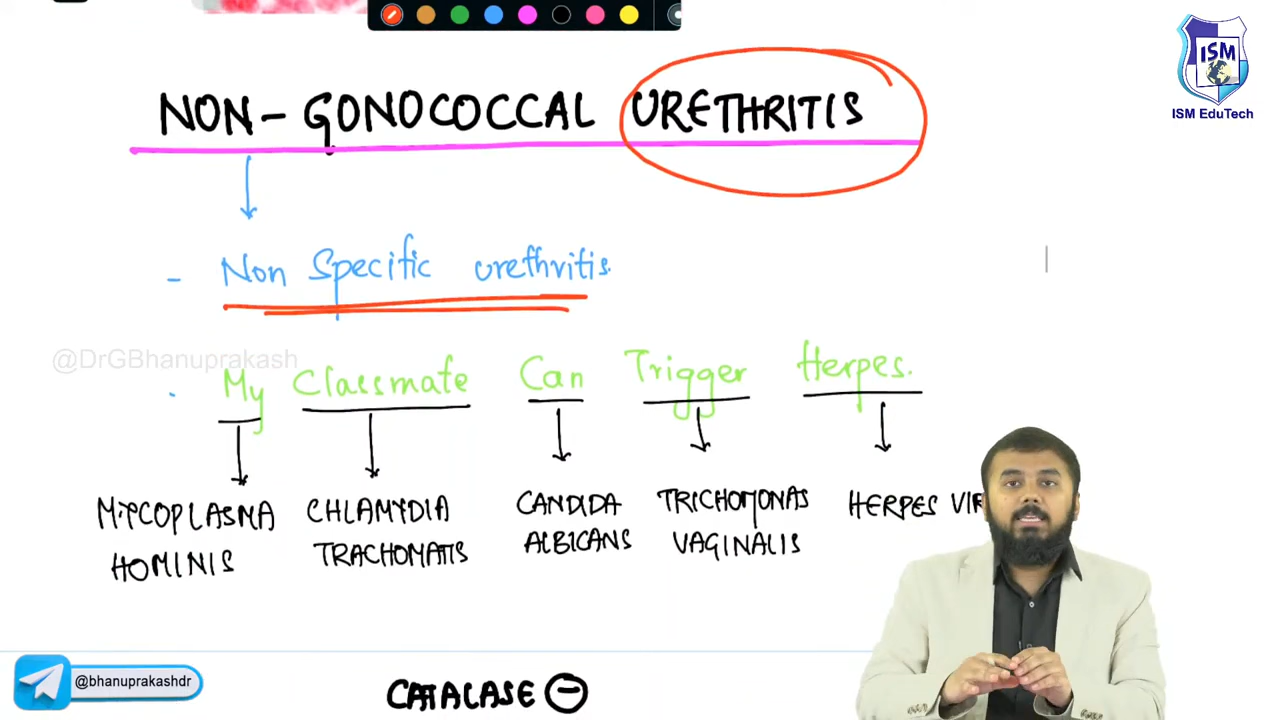 ISM
ISM EduTech
NON-GONOCOCCAL URETHRITIS
- Non Specific urethritis.
@DrGBhanuprakash
. My Classmate Can Trigger Herpes.
MYCOPLASMA CHLAMYDIA CANDIDA TRICHOMONAS HERPES VIR
HOMINIS TRACHOMATIS ALBICANS VAGINALIS
@bhanuprakashdr
CATALASE ⊖